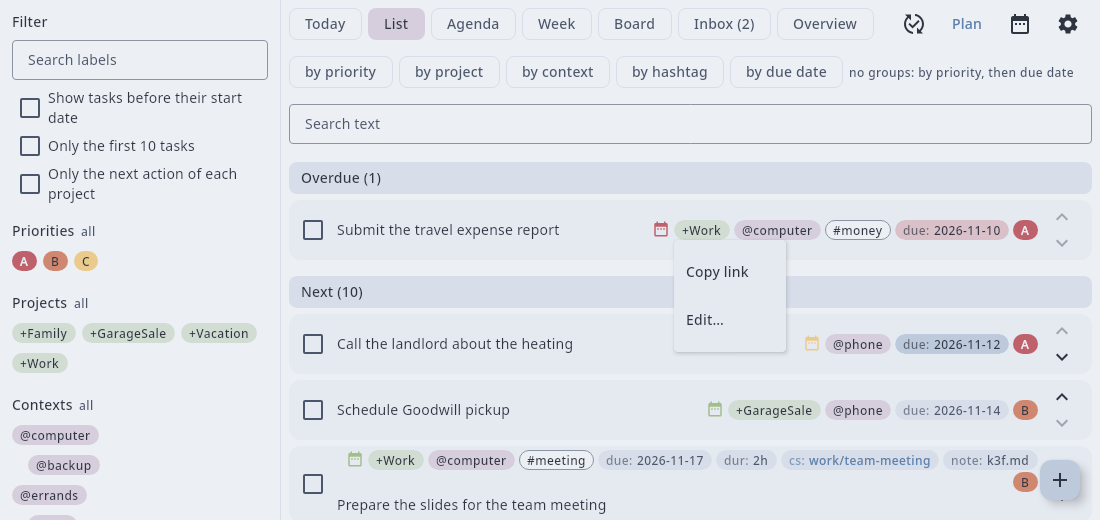 Filter
Search labels
Show tasks before their start
date
Only the first 10 tasks
Only the next action of each
project
Priorities all
A B C
Projects all
+Family +GarageSale +Vacation
+Work
Contexts all
@computer
@backup
@errands
Today List Agenda Week Board Inbox (2) Overview Plan
by priority by project by context by hashtag by due date no groups: by priority, then due date
Search text
Overdue (1)
Submit the travel expense report +Work @computer #money due: 2026-11-10 A
Copy link
Edit...
Next (10)
Call the landlord about the heating @phone due: 2026-11-12 A
Schedule Goodwill pickup +GarageSale @phone due: 2026-11-14 B
+Work @computer #meeting due: 2026-11-17 dur: 2h cs: work/team-meeting note: k3f.md
B
Prepare the slides for the team meeting